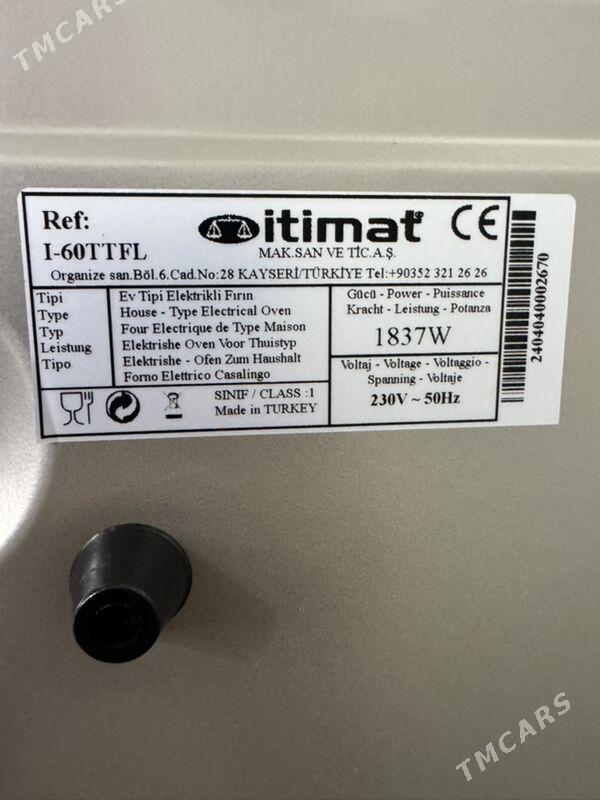 TMCARS
Ref:
I-60TTFL
itimat® CE
MAK.SAN VE TİC.A.Ş.
Organize san.Böl.6.Cad.No:28 KAYSERİ/TÜRKİYE Tel:+90352 321 26 26
Tipi
Type
Typ
Leistung
Tipo
Ev Tipi Elektrikli Fırın
House - Type Electrical Oven
Four Electrique de Type Maison
Elektrishe Oven Voor Thuistyp
Elektrishe - Ofen Zum Haushalt
Forno Elettrico Casalingo
Gücü - Power - Puissance
Kracht - Leistung - Potanza
1837W
Voltaj - Voltage - Voltaggio -
Spanning - Voltaje
230V ~ 50Hz
SINIF / CLASS :1
Made in TURKEY
2404040002670
TMCARS